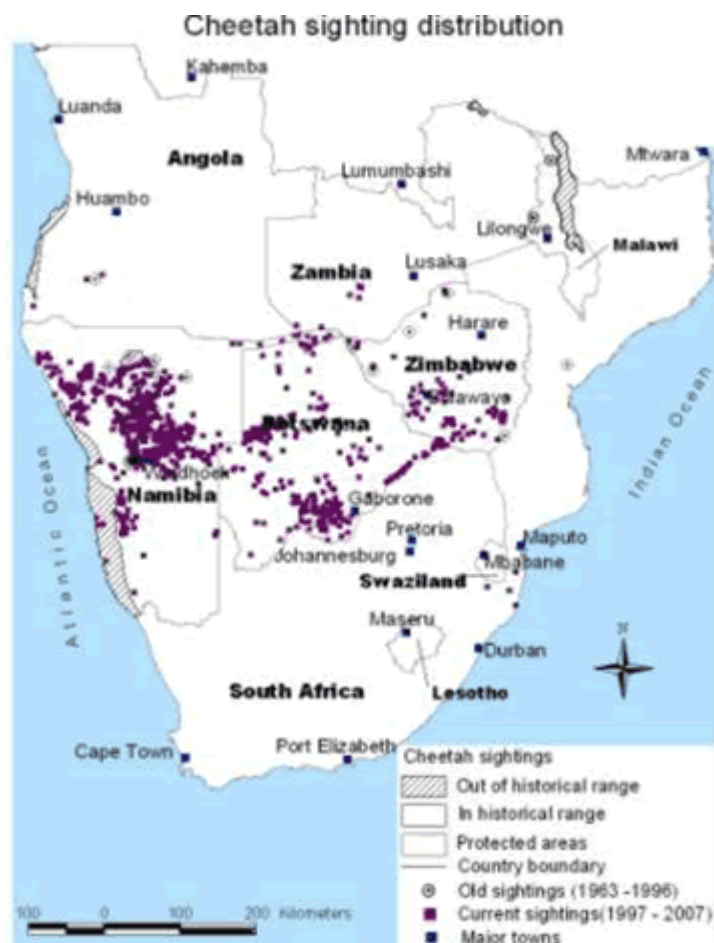 Cheetah sighting distribution
Kahemba
Luanda
Angola
Mtwara
Lumumbashi
Huambo
Lilongwe
Malawi
Zambia
Lusaka
Harare
Zimbabwe
Botswana
Windhoek
Namibia
Gaborone
Pretoria
Johannesburg
Maputo
Mbabane
Swaziland
Maseru
Durban
South Africa
Lesotho
Cape Town
Port Elizabeth
Atlantic Ocean
Indian Ocean
N
Cheetah sightings
Out of historical range
In historical range
Protected areas
Country boundary
Old sightings (1963 -1996)
Current sightings(1997 - 2007)
Major towns
100 0 100 200 Kilometers